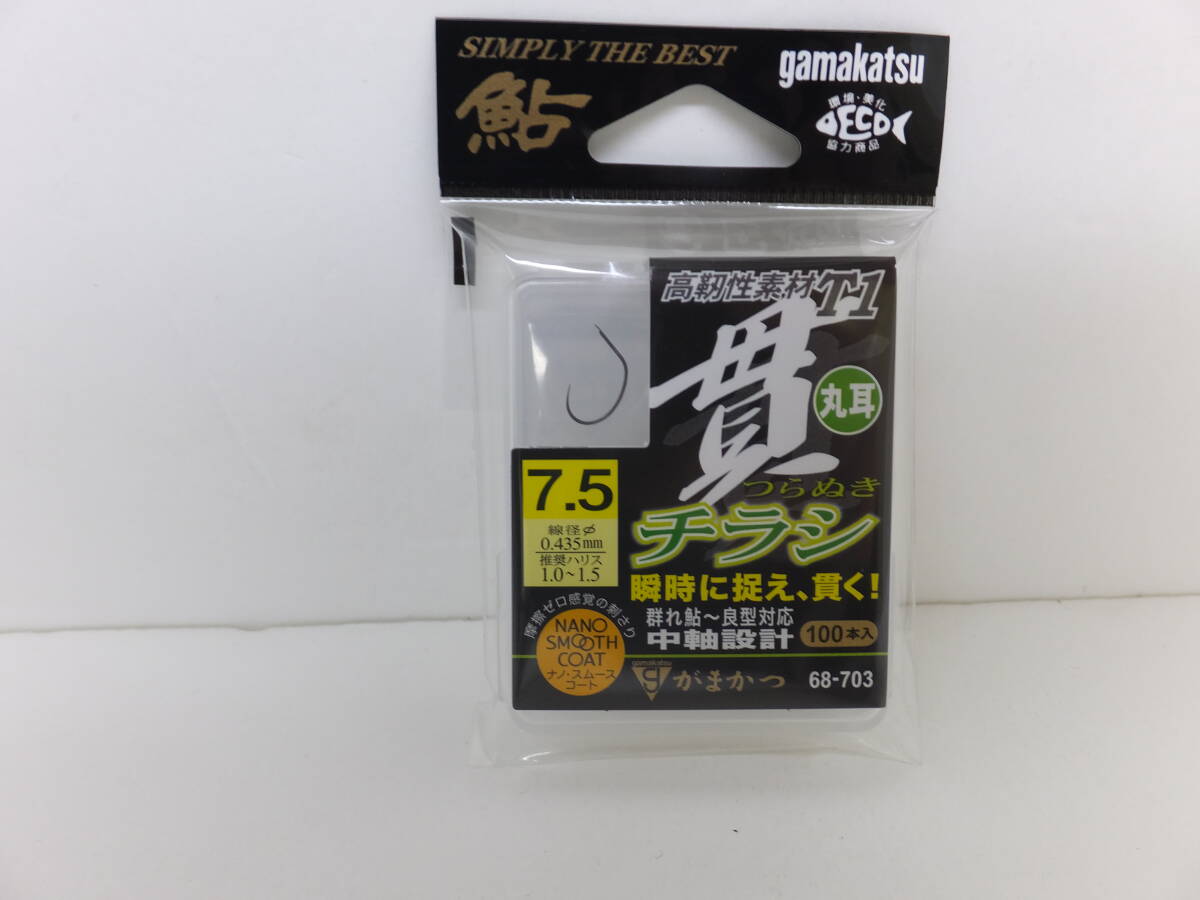 SIMPLY THE BEST
鮎
gamakatsu
環境・美化
ECO
協力商品
高靭性素材T1
貫
丸耳
つらぬき
チラシ
7.5
線径φ
0.435mm
推奨ハリス
1.0~1.5
瞬時に捉え、貫く!
群れ鮎～良型対応
中軸設計
100本入
摩擦ゼロ感覚の刺さり
NANO
SMOOTH
COAT
ナノ・スムース
コート
gamakatsu
g
がまかつ
68-703